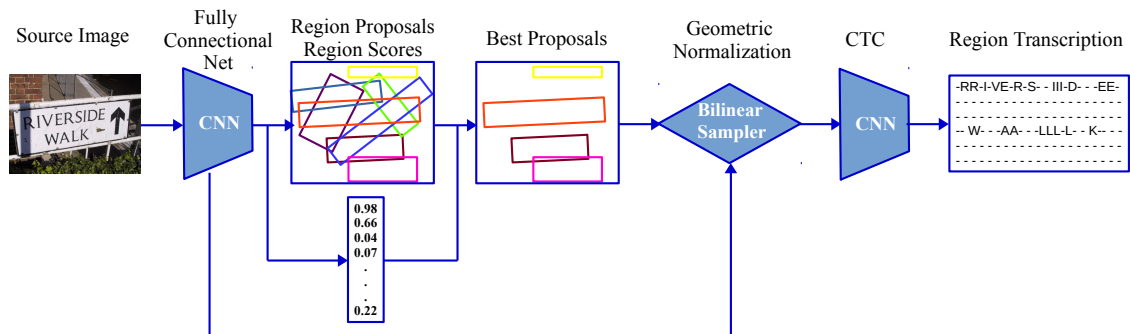 Source Image
Fully
Connectional
Net
Region Proposals
Region Scores
Best Proposals
Geometric
Normalization
CTC
Region Transcription
RIVERSIDE
WALK
CNN
0.98
0.66
0.04
0.07
.
.
.
0.22
Bilinear
Sampler
CNN
-RR-I-VE-R-S- - III-D- - -EE-
- - - - - - - - - - - - - - - - - - - - - -
-- W- - -AA- - -LLL-L- - K-- - -
- - - - - - - - - - - - - - - - - - - - - -
- - - - - - - - - - - - - - - - - - - - - -